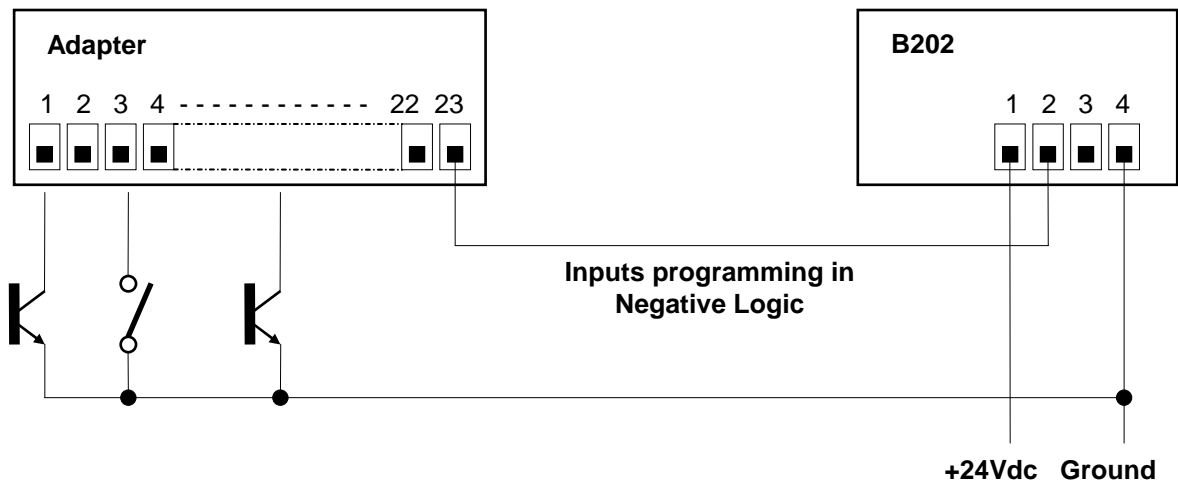 Adapter
B202
1 2 3 4 - - - - - - - - - - - - 22 23
1 2 3 4
Inputs programming in
Negative Logic
+24Vdc Ground